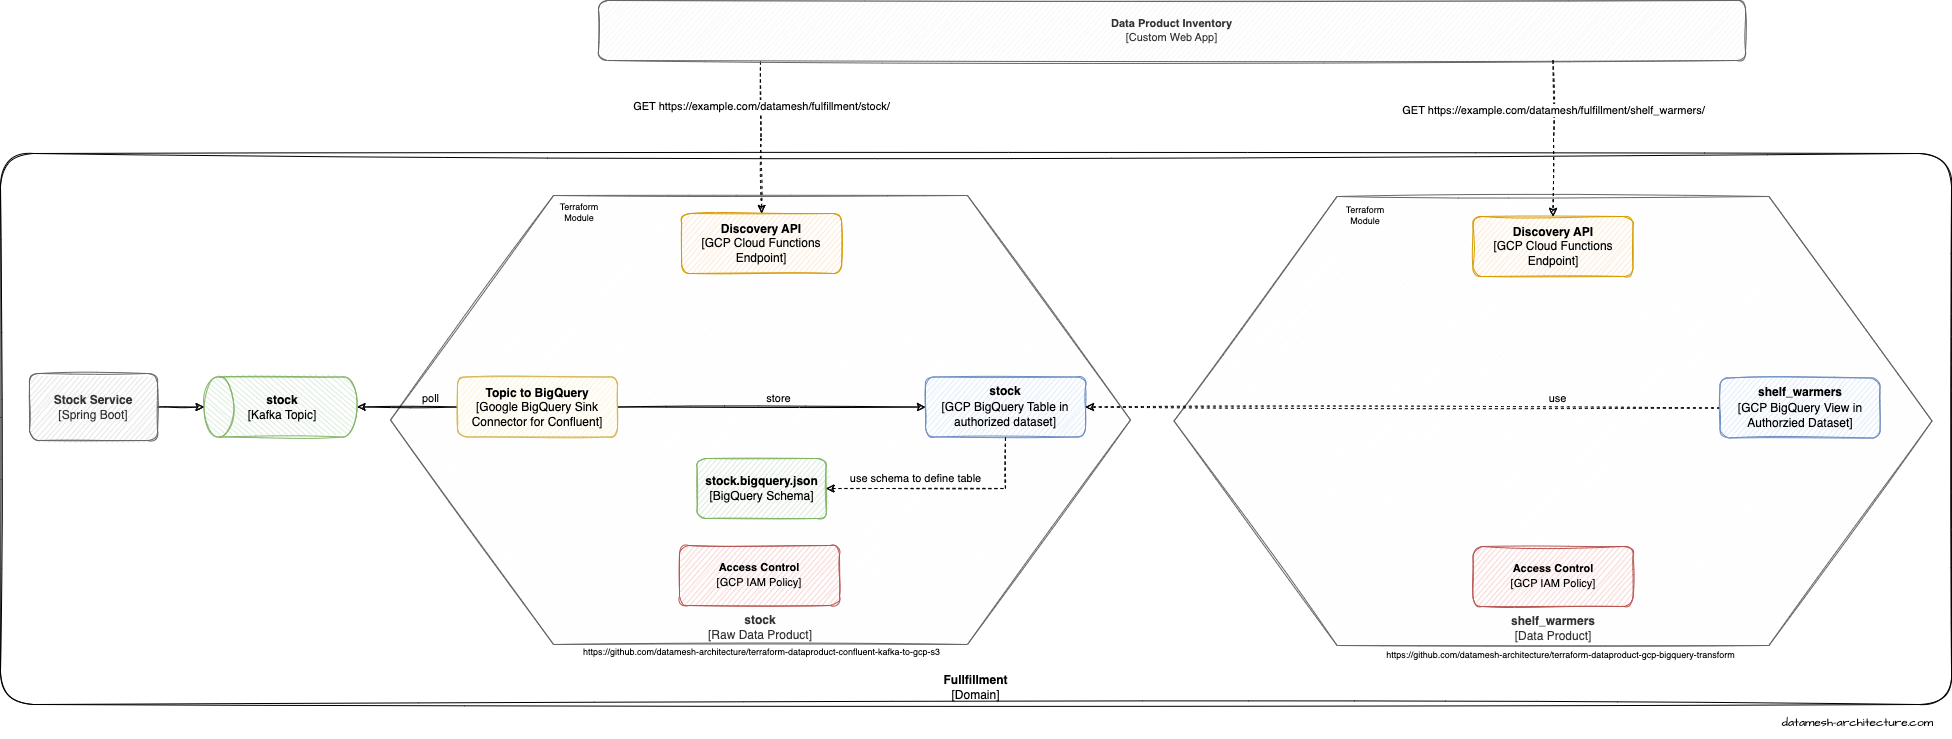 Data Product Inventory
[Custom Web App]
GET https://example.com/datamesh/fulfillment/stock/
GET https://example.com/datamesh/fulfillment/shelf_warmers/
Terraform
Module
Discovery API
[GCP Cloud Functions
Endpoint]
Terraform
Module
Discovery API
[GCP Cloud Functions
Endpoint]
Stock Service
[Spring Boot]
stock
[Kafka Topic]
poll
Topic to BigQuery
[Google BigQuery Sink
Connector for Confluent]
store
stock
[GCP BigQuery Table in
authorized dataset]
use
shelf_warmers
[GCP BigQuery View in
Authorzied Dataset]
stock.bigquery.json
[BigQuery Schema]
use schema to define table
Access Control
[GCP IAM Policy]
stock
[Raw Data Product]
https://github.com/datamesh-architecture/terraform-dataproduct-confluent-kafka-to-gcp-s3
Access Control
[GCP IAM Policy]
shelf_warmers
[Data Product]
https://github.com/datamesh-architecture/terraform-dataproduct-gcp-bigquery-transform
Fullfillment
[Domain]
datamesh-architecture.com